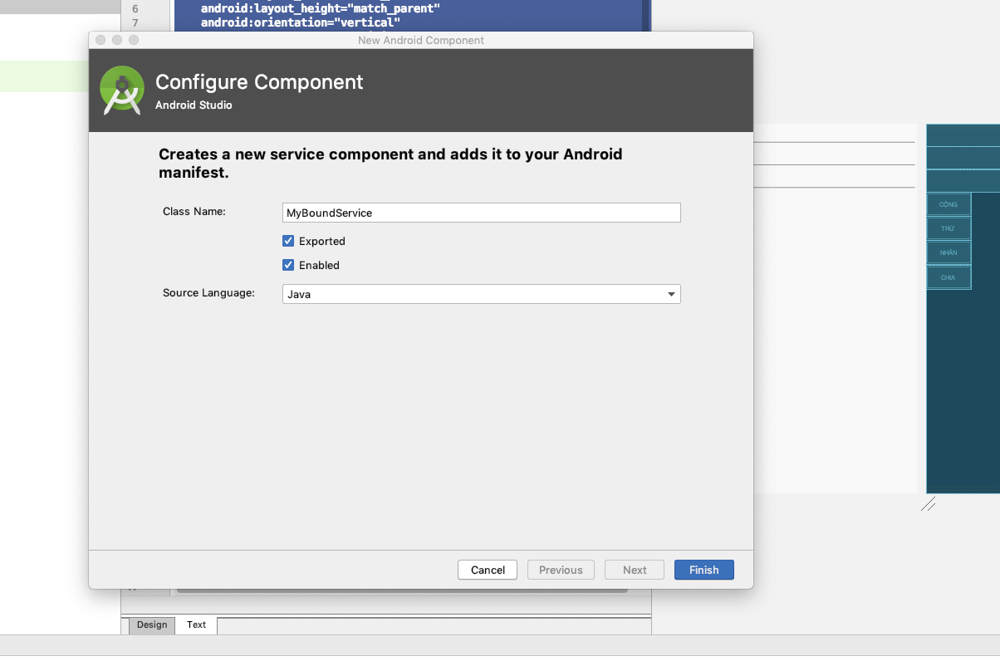 6
android:layout_height="match_parent"
7
android:orientation="vertical"
New Android Component
Configure Component
Android Studio
Creates a new service component and adds it to your Android
manifest.
Class Name:
MyBoundService
Exported
Enabled
Source Language:
Java
CỘNG
TRỪ
NHÂN
CHIA
Cancel
Previous
Next
Finish
Design
Text